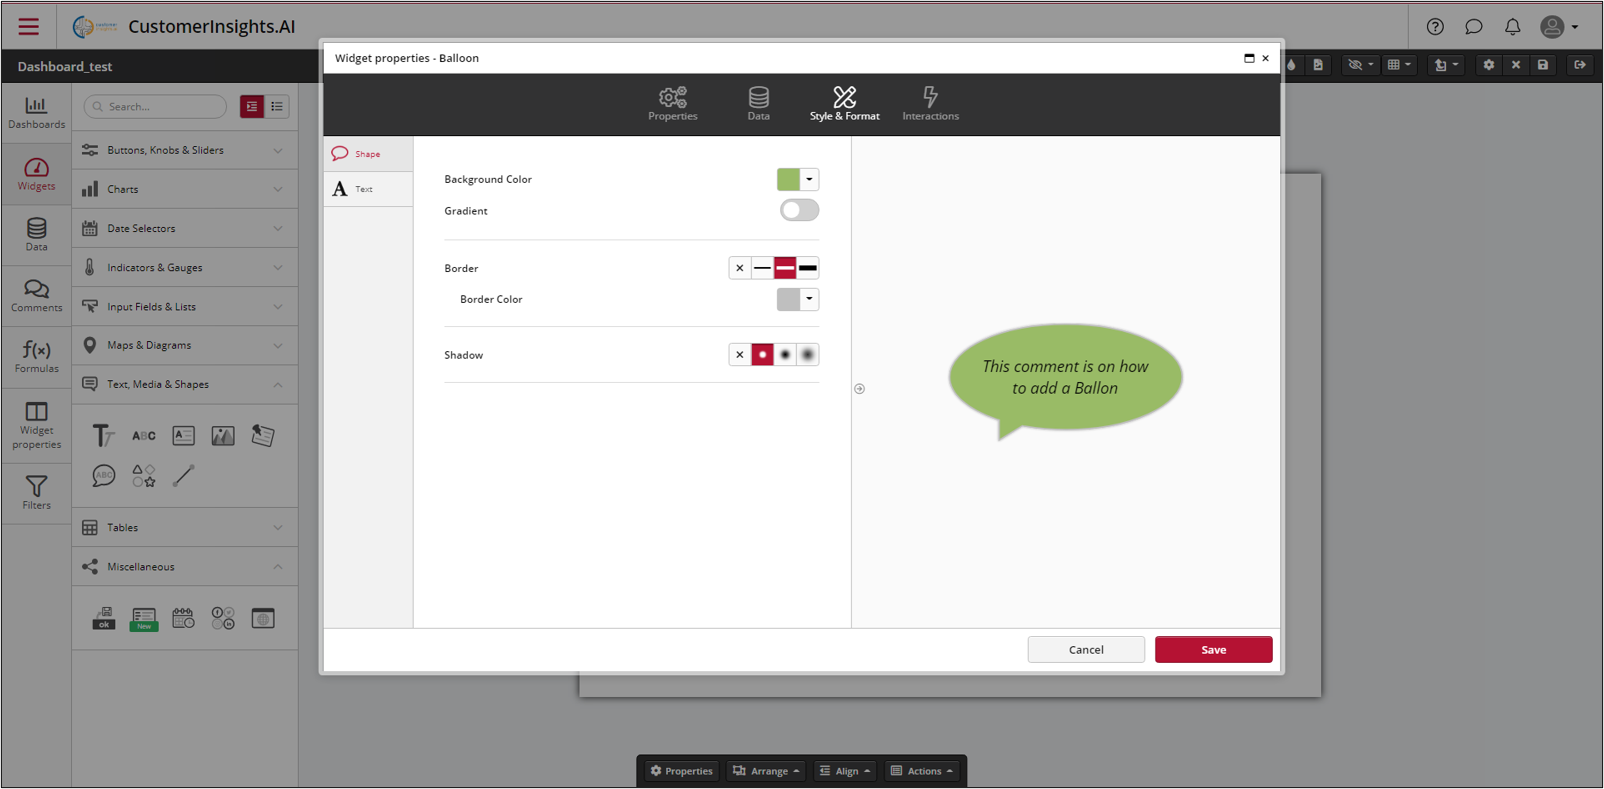 CustomerInsights.AI
Dashboard_test
Widget properties - Balloon
Properties
Data
Style & Format
Interactions
Dashboards
Widgets
Data
Comments
f(x)
Formulas
Widget
properties
Filters
Search...
Buttons, Knobs & Sliders
Charts
Date Selectors
Indicators & Gauges
Input Fields & Lists
Maps & Diagrams
Text, Media & Shapes
ABC
ABC
Tables
Miscellaneous
ok
New
Shape
A Text
Background Color
Gradient
Border
Border Color
Shadow
This comment is on how
to add a Ballon
Cancel
Save
Properties
Arrange
Align
Actions